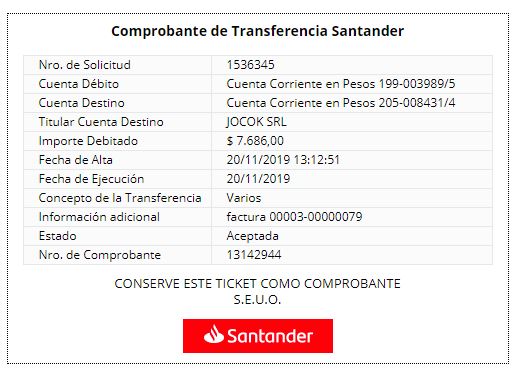 Comprobante de Transferencia Santander
Nro. de Solicitud 1536345
Cuenta Débito Cuenta Corriente en Pesos 199-003989/5
Cuenta Destino Cuenta Corriente en Pesos 205-008431/4
Titular Cuenta Destino JOCOK SRL
Importe Debitado $ 7.686,00
Fecha de Alta 20/11/2019 13:12:51
Fecha de Ejecución 20/11/2019
Concepto de la Transferencia Varios
Información adicional factura 00003-00000079
Estado Aceptada
Nro. de Comprobante 13142944
CONSERVE ESTE TICKET COMO COMPROBANTE
S.E.U.O.
Santander